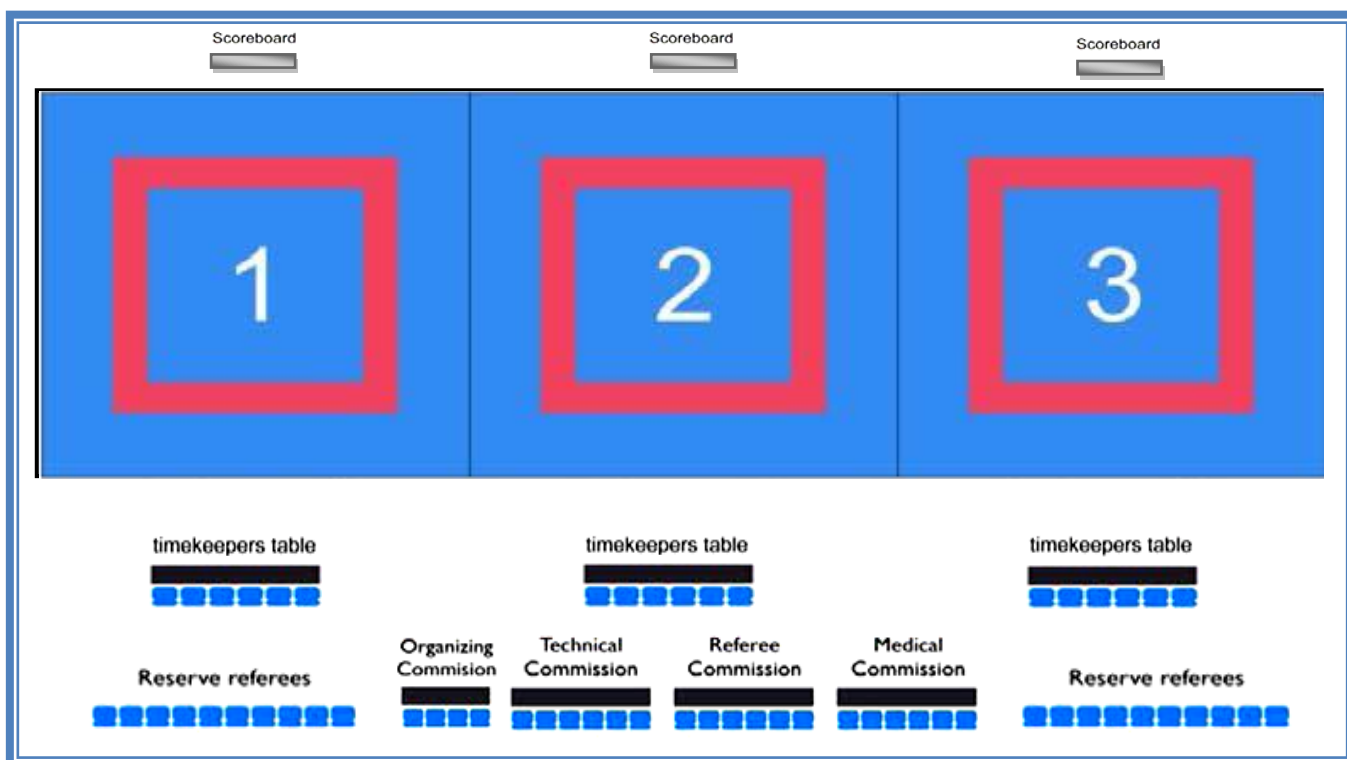 Scoreboard
Scoreboard
Scoreboard
1
2
3
timekeepers table
timekeepers table
timekeepers table
Reserve referees
Organizing
Commision
Technical
Commission
Referee
Commission
Medical
Commission
Reserve referees